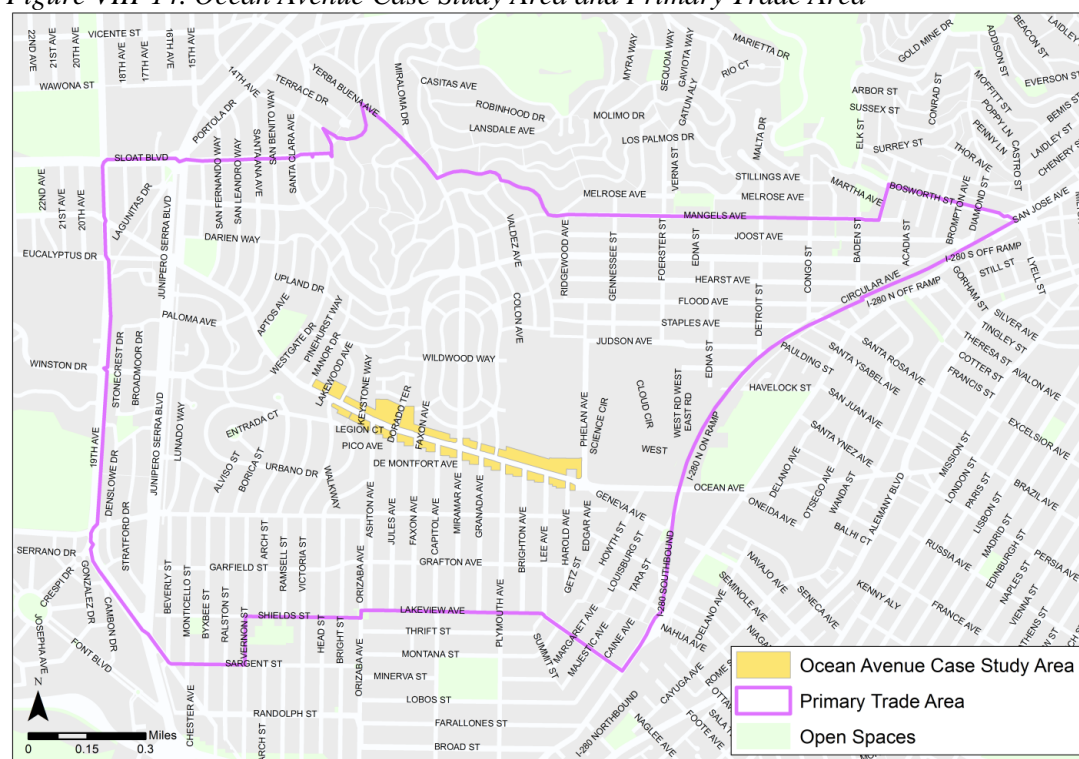 Figure VIII-14. Ocean Avenue Case Study Area and Primary Trade Area
22ND AVE
21ST AVE
20TH AVE
VICENTE ST
18TH AVE
17TH AVE
16TH AVE
15TH AVE
WAWONA ST
14TH AVE
TERRACE DR
YERBA BUENA AVE
MIRALOMA DR
CASITAS AVE
ROBINHOOD DR
LANSDALE AVE
MYRA WAY
SEQUOIA WAY
GAVIOTA WAY
GATUN ALY
MARIETTA DR
RIO CT
MOLIMO DR
LOS PALMOS DR
GOLD MINE DR
ADDISON ST
BEACON ST
LAIDLEY
EVERSON ST
BEMIS ST
ARBOR ST
SUSSEX ST
CONRAD ST
MOFFITT ST
POPPY LN
PENNY LN
LAIDLEY ST
CHENERY ST
CASTRO ST
PORTOLA DR
SAN FERNANDO WAY
SAN LEANDRO WAY
SANTA ANA AVE
SAN BENITO WAY
SANTA CLARA AVE
SLOAT BLVD
VERNA ST
MALTA DR
ELK ST
SURREY ST
THOR AVE
STILLINGS AVE
MELROSE AVE
MELROSE AVE
MARTHA AVE
BOSWORTH ST
BROMPTON AVE
DIAMOND ST
SAN JOSE AVE
22ND AVE
21ST AVE
20TH AVE
LAGUNITAS DR
JUNIPERO SERRA BLVD
DARIEN WAY
VALDEZ AVE
MANGELS AVE
JOOST AVE
RIDGEWOOD AVE
GENNESSEE ST
FOERSTER ST
EDNA ST
CONGO ST
BADEN ST
ACADIA ST
I-280 S OFF RAMP
STILL ST
LYELL ST
EUCALYPTUS DR
UPLAND DR
HEARST AVE
CIRCULAR AVE
I-280 N OFF RAMP
GORHAM ST
PALOMA AVE
APTOS AVE
WESTGATE DR
PINEHURST WAY
MANOR DR
COLON AVE
FLOOD AVE
STAPLES AVE
DETROIT ST
SILVER AVE
TINGLEY ST
THERESA ST
COTTER ST
FRANCIS ST
AVALON AVE
JUDSON AVE
EDNA ST
WINSTON DR
STONECREST DR
BROADMOOR DR
LAKEWOOD AVE
KEYSTONE WAY
WILDWOOD WAY
PAULDING ST
SANTA YSABEL AVE
SANTA ROSA AVE
HAVELOCK ST
SAN JUAN AVE
EXCELSIOR AVE
LUNADO WAY
ENTRADA CT
LEGION CT
DORADO TER
FAXON AVE
PHELAN AVE
SCIENCE CIR
CLOUD CIR
WEST RD WEST
EAST RD
WEST
SANTA YNEZ AVE
19TH AVE
JUNIPERO SERRA BLVD
PICO AVE
DE MONTFORT AVE
ALVISO ST
BORICA ST
URBANO DR
WALKWAY
I-280 N ON RAMP
OCEAN AVE
DELANO AVE
OTSEGO AVE
WANDA ST
ALEMANY BLVD
MISSION ST
LONDON ST
PARIS ST
LISBON ST
BRAZIL AVE
DENSLOWE DR
STRATFORD DR
ASHTON AVE
JULES AVE
FAXON AVE
CAPITOL AVE
MIRAMAR AVE
GRANADA AVE
BRIGHTON AVE
LEE AVE
HAROLD AVE
EDGAR AVE
GENEVA AVE
ONEIDA AVE
BALHI CT
MADRID ST
EDINBURGH ST
NAPLES ST
PERSIA AVE
RUSSIA AVE
SERRANO DR
CRESPI DR
GONZALEZ DR
CAMBON DR
ARCH ST
RAMSELL ST
VICTORIA ST
GARFIELD ST
BEVERLY ST
ORIZABA AVE
GRAFTON AVE
GETZ ST
HOWTH ST
LOUISBURG ST
TARA ST
I-280 SOUTHBOUND
NAVAJO AVE
SEMINOLE AVE
SENECA AVE
KENNY ALY
FRANCE AVE
VIENNA ST
ATHENS ST
JOSEPHA AVE
FONT BLVD
MONTICELLO ST
BYXBEE ST
RALSTON ST
VERNON ST
SHIELDS ST
HEAD ST
BRIGHT ST
LAKEVIEW AVE
THRIFT ST
PLYMOUTH AVE
MONTANA ST
SUMMIT ST
MARGARET AVE
MAJESTIC AVE
CAINE AVE
NAHUA AVE
DELANO AVE
SARGENT ST
ORIZABA AVE
MINERVA ST
LOBOS ST
CAYUGA AVE
CHESTER AVE
RANDOLPH ST
ARCH ST
FARALLONES ST
BROAD ST
I-280 NORTHBOUND
NAGLEE AVE
FOOTE AVE
N
0 0.15 0.3 Miles
Ocean Avenue Case Study Area
Primary Trade Area
Open Spaces